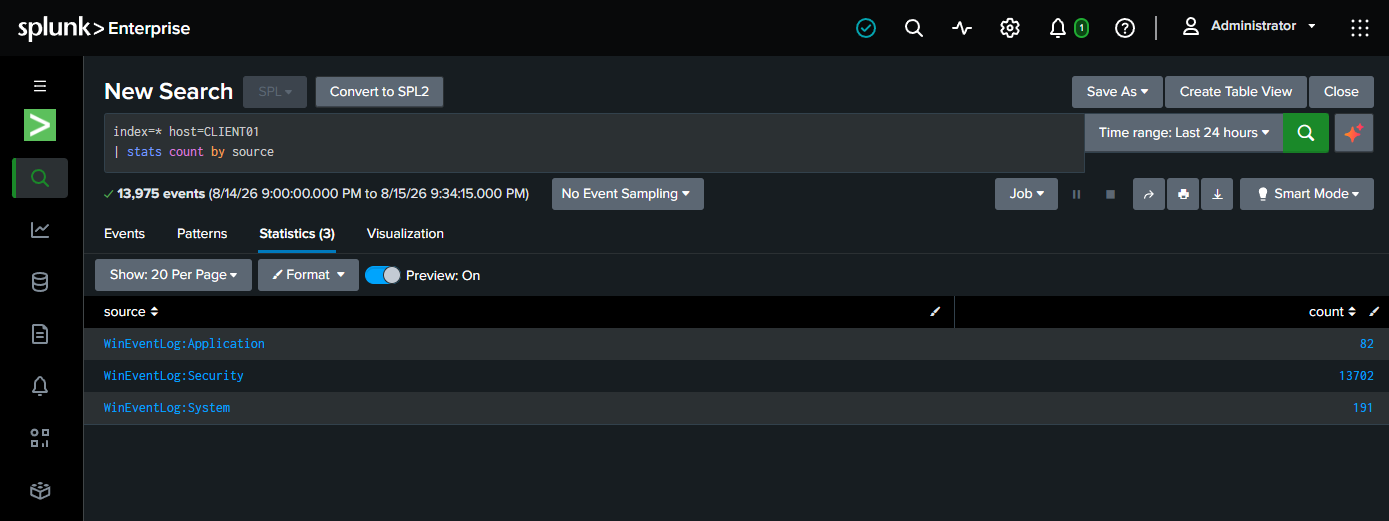 splunk> Enterprise
1
Administrator
New Search
SPL
Convert to SPL2
Save As
Create Table View
Close
index=* host=CLIENT01
| stats count by source
Time range: Last 24 hours
13,975 events (8/14/26 9:00:00.000 PM to 8/15/26 9:34:15.000 PM)
No Event Sampling
Job
Smart Mode
Events
Patterns
Statistics (3)
Visualization
Show: 20 Per Page
Format
Preview: On
source
count
WinEventLog:Application
82
WinEventLog:Security
13702
WinEventLog:System
191